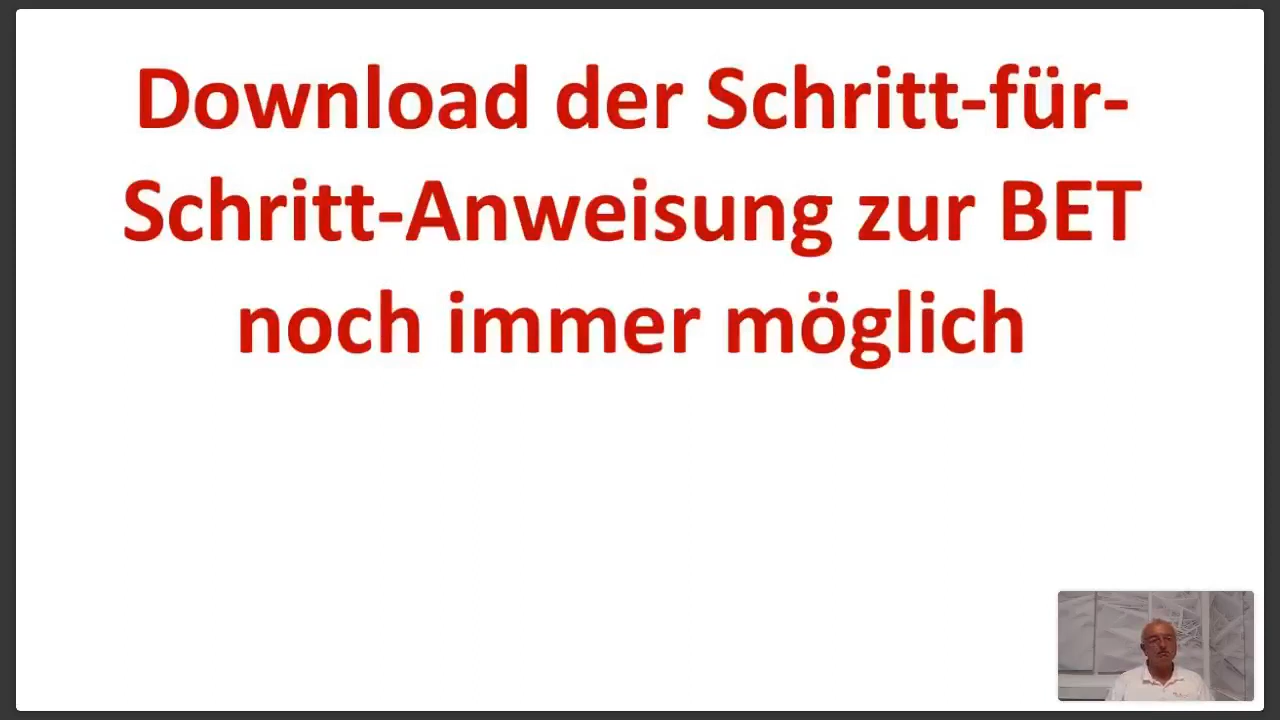 Download der Schritt-für-
Schritt-Anweisung zur BET
noch immer möglich